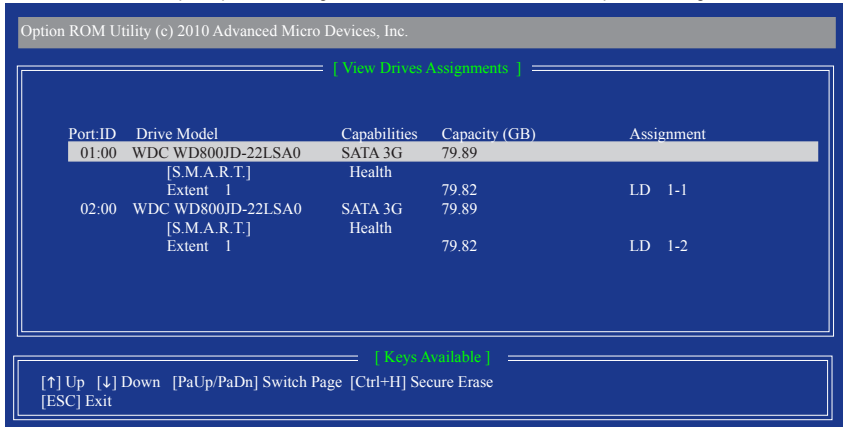 Option ROM Utility (c) 2010 Advanced Micro Devices, Inc.
[ View Drives Assignments ]
Port:ID Drive Model Capabilities Capacity (GB) Assignment
01:00 WDC WD800JD-22LSA0 SATA 3G 79.89
[S.M.A.R.T.] Health
Extent 1 79.82 LD 1-1
02:00 WDC WD800JD-22LSA0 SATA 3G 79.89
[S.M.A.R.T.] Health
Extent 1 79.82 LD 1-2
[ Keys Available ]
[↑] Up [↓] Down [PaUp/PaDn] Switch Page [Ctrl+H] Secure Erase
[ESC] Exit